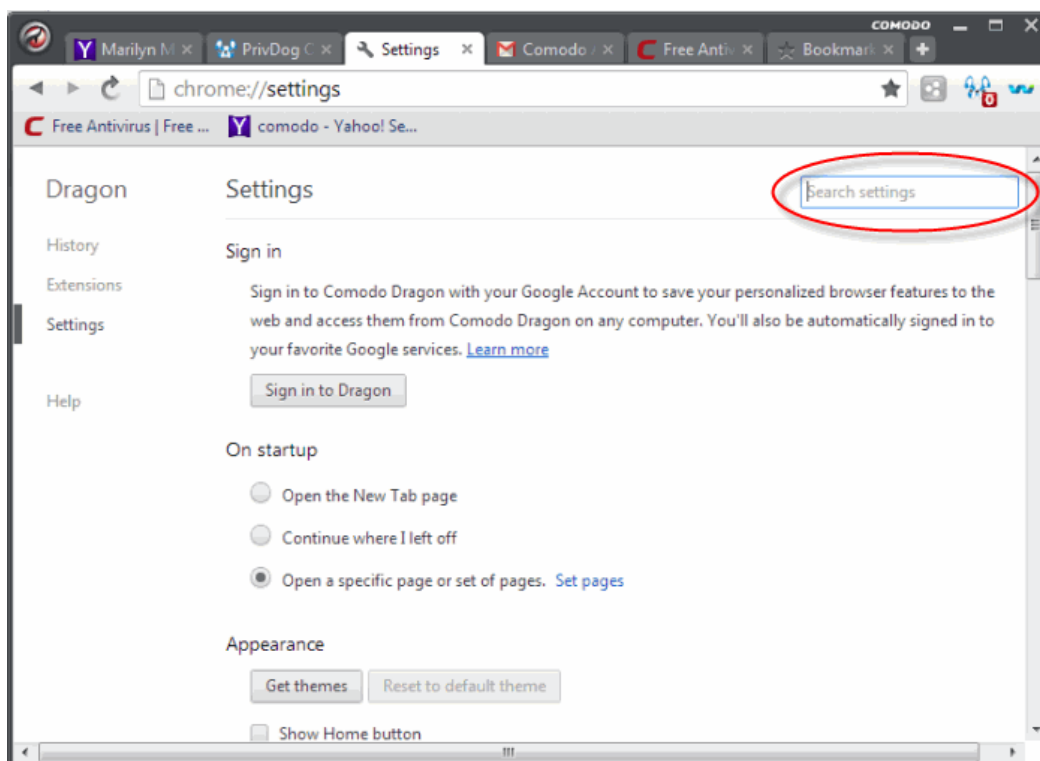 COMODO
Marilyn M
PrivDog C
Settings
Comodo /
Free Antiv
Bookmark
chrome://settings
0
Free Antivirus | Free ...
comodo - Yahoo! Se...
Dragon
Settings
Search settings
History
Sign in
Extensions
Sign in to Comodo Dragon with your Google Account to save your personalized browser features to the
Settings
web and access them from Comodo Dragon on any computer. You'll also be automatically signed in to
your favorite Google services. Learn more
Sign in to Dragon
Help
On startup
Open the New Tab page
Continue where I left off
Open a specific page or set of pages. Set pages
Appearance
Get themes
Reset to default theme
Show Home button